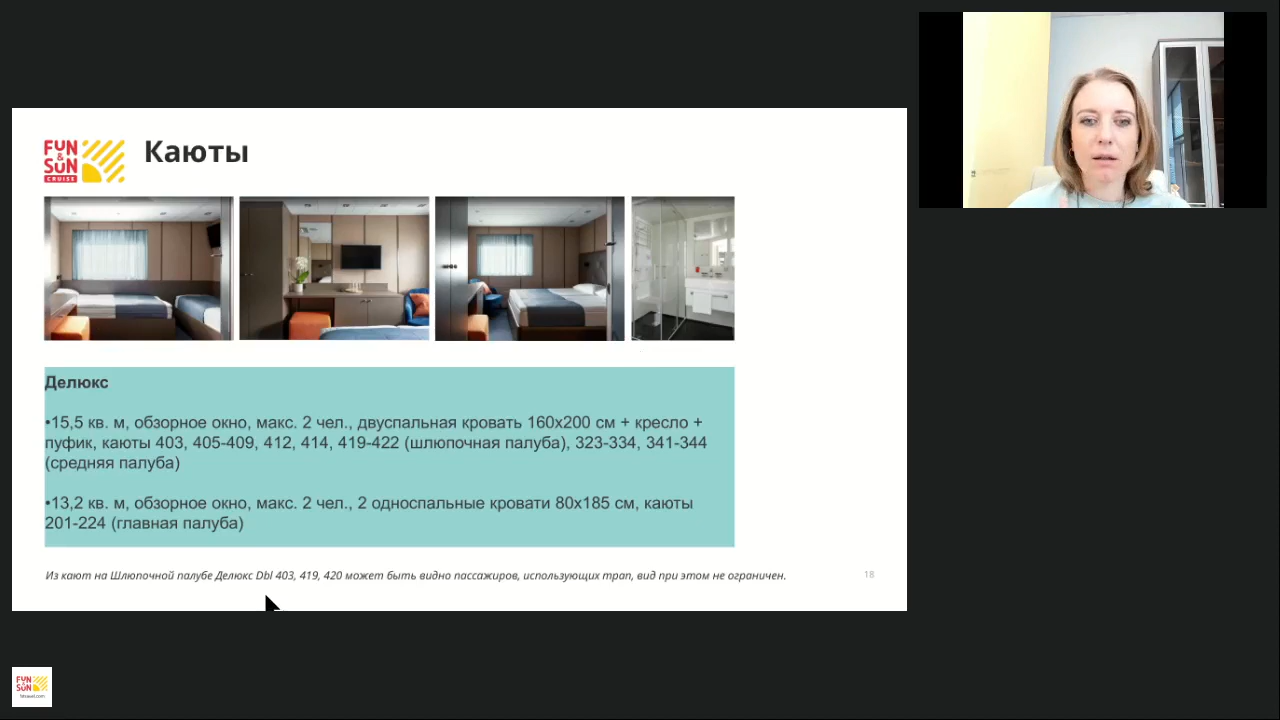 FUN
&
SUN
CRUISE
Каюты
Делюкс
•15,5 кв. м, обзорное окно, макс. 2 чел., двуспальная кровать 160х200 см + кресло +
пуфик, каюты 403, 405-409, 412, 414, 419-422 (шлюпочная палуба), 323-334, 341-344
(средняя палуба)
•13,2 кв. м, обзорное окно, макс. 2 чел., 2 односпальные кровати 80х185 см, каюты
201-224 (главная палуба)
Из кают на Шлюпочной палубе Делюкс Dbl 403, 419, 420 может быть видно пассажиров, использующих трап, вид при этом не ограничен.
18
FUN
&
SUN